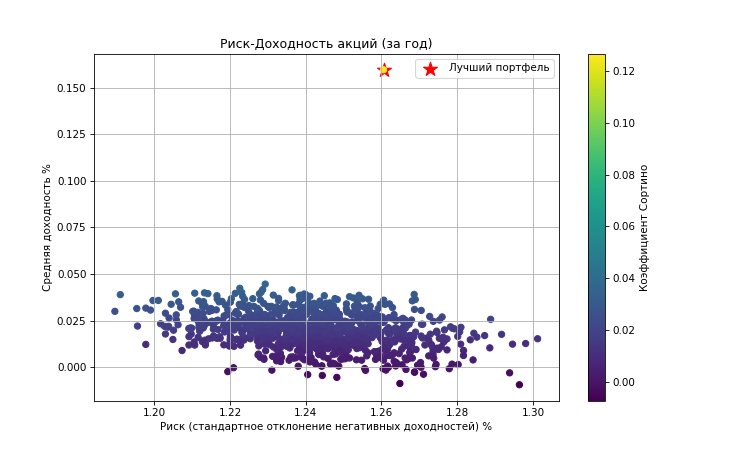 Риск-Доходность акций (за год)
Лучший портфель
0.150
0.125
0.100
0.075
0.050
0.025
0.000
Средняя доходность %
1.20 1.22 1.24 1.26 1.28 1.30
Риск (стандартное отклонение негативных доходностей) %
0.12
0.10
0.08
0.06
0.04
0.02
0.00
Коэффициент Сортино